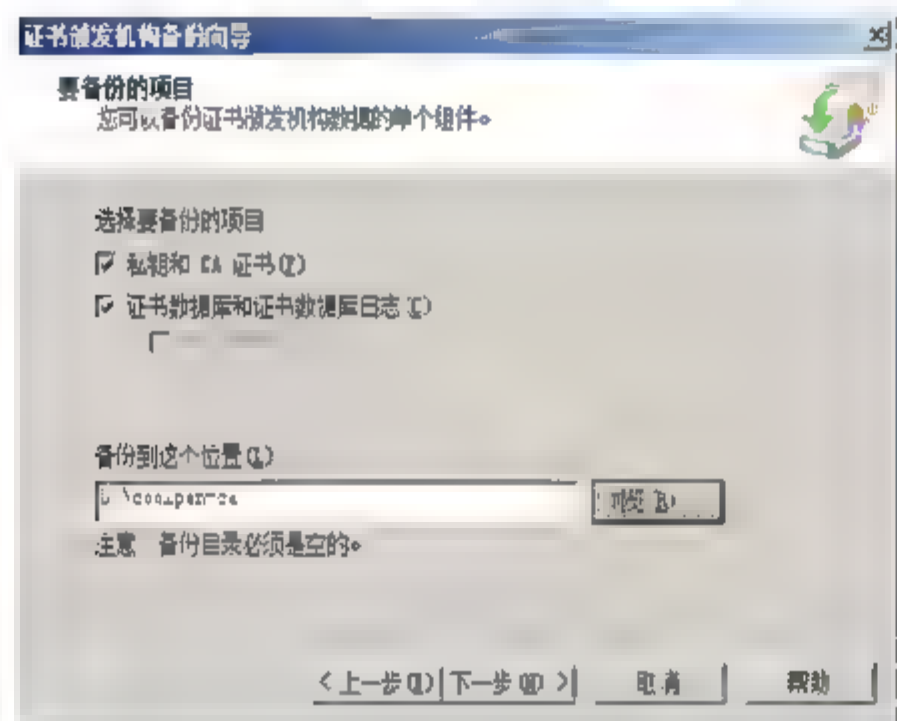 证书颁发机构备份向导
要备份的项目
您可以备份证书颁发机构数据的单个组件。
选择要备份的项目
私钥和 CA 证书(P)
证书数据库和证书数据库日志(C)
备份到这个位置(L)
浏览(R)
注意 备份目录必须是空的。
<上一步(B) 下一步(N) > 取消 帮助